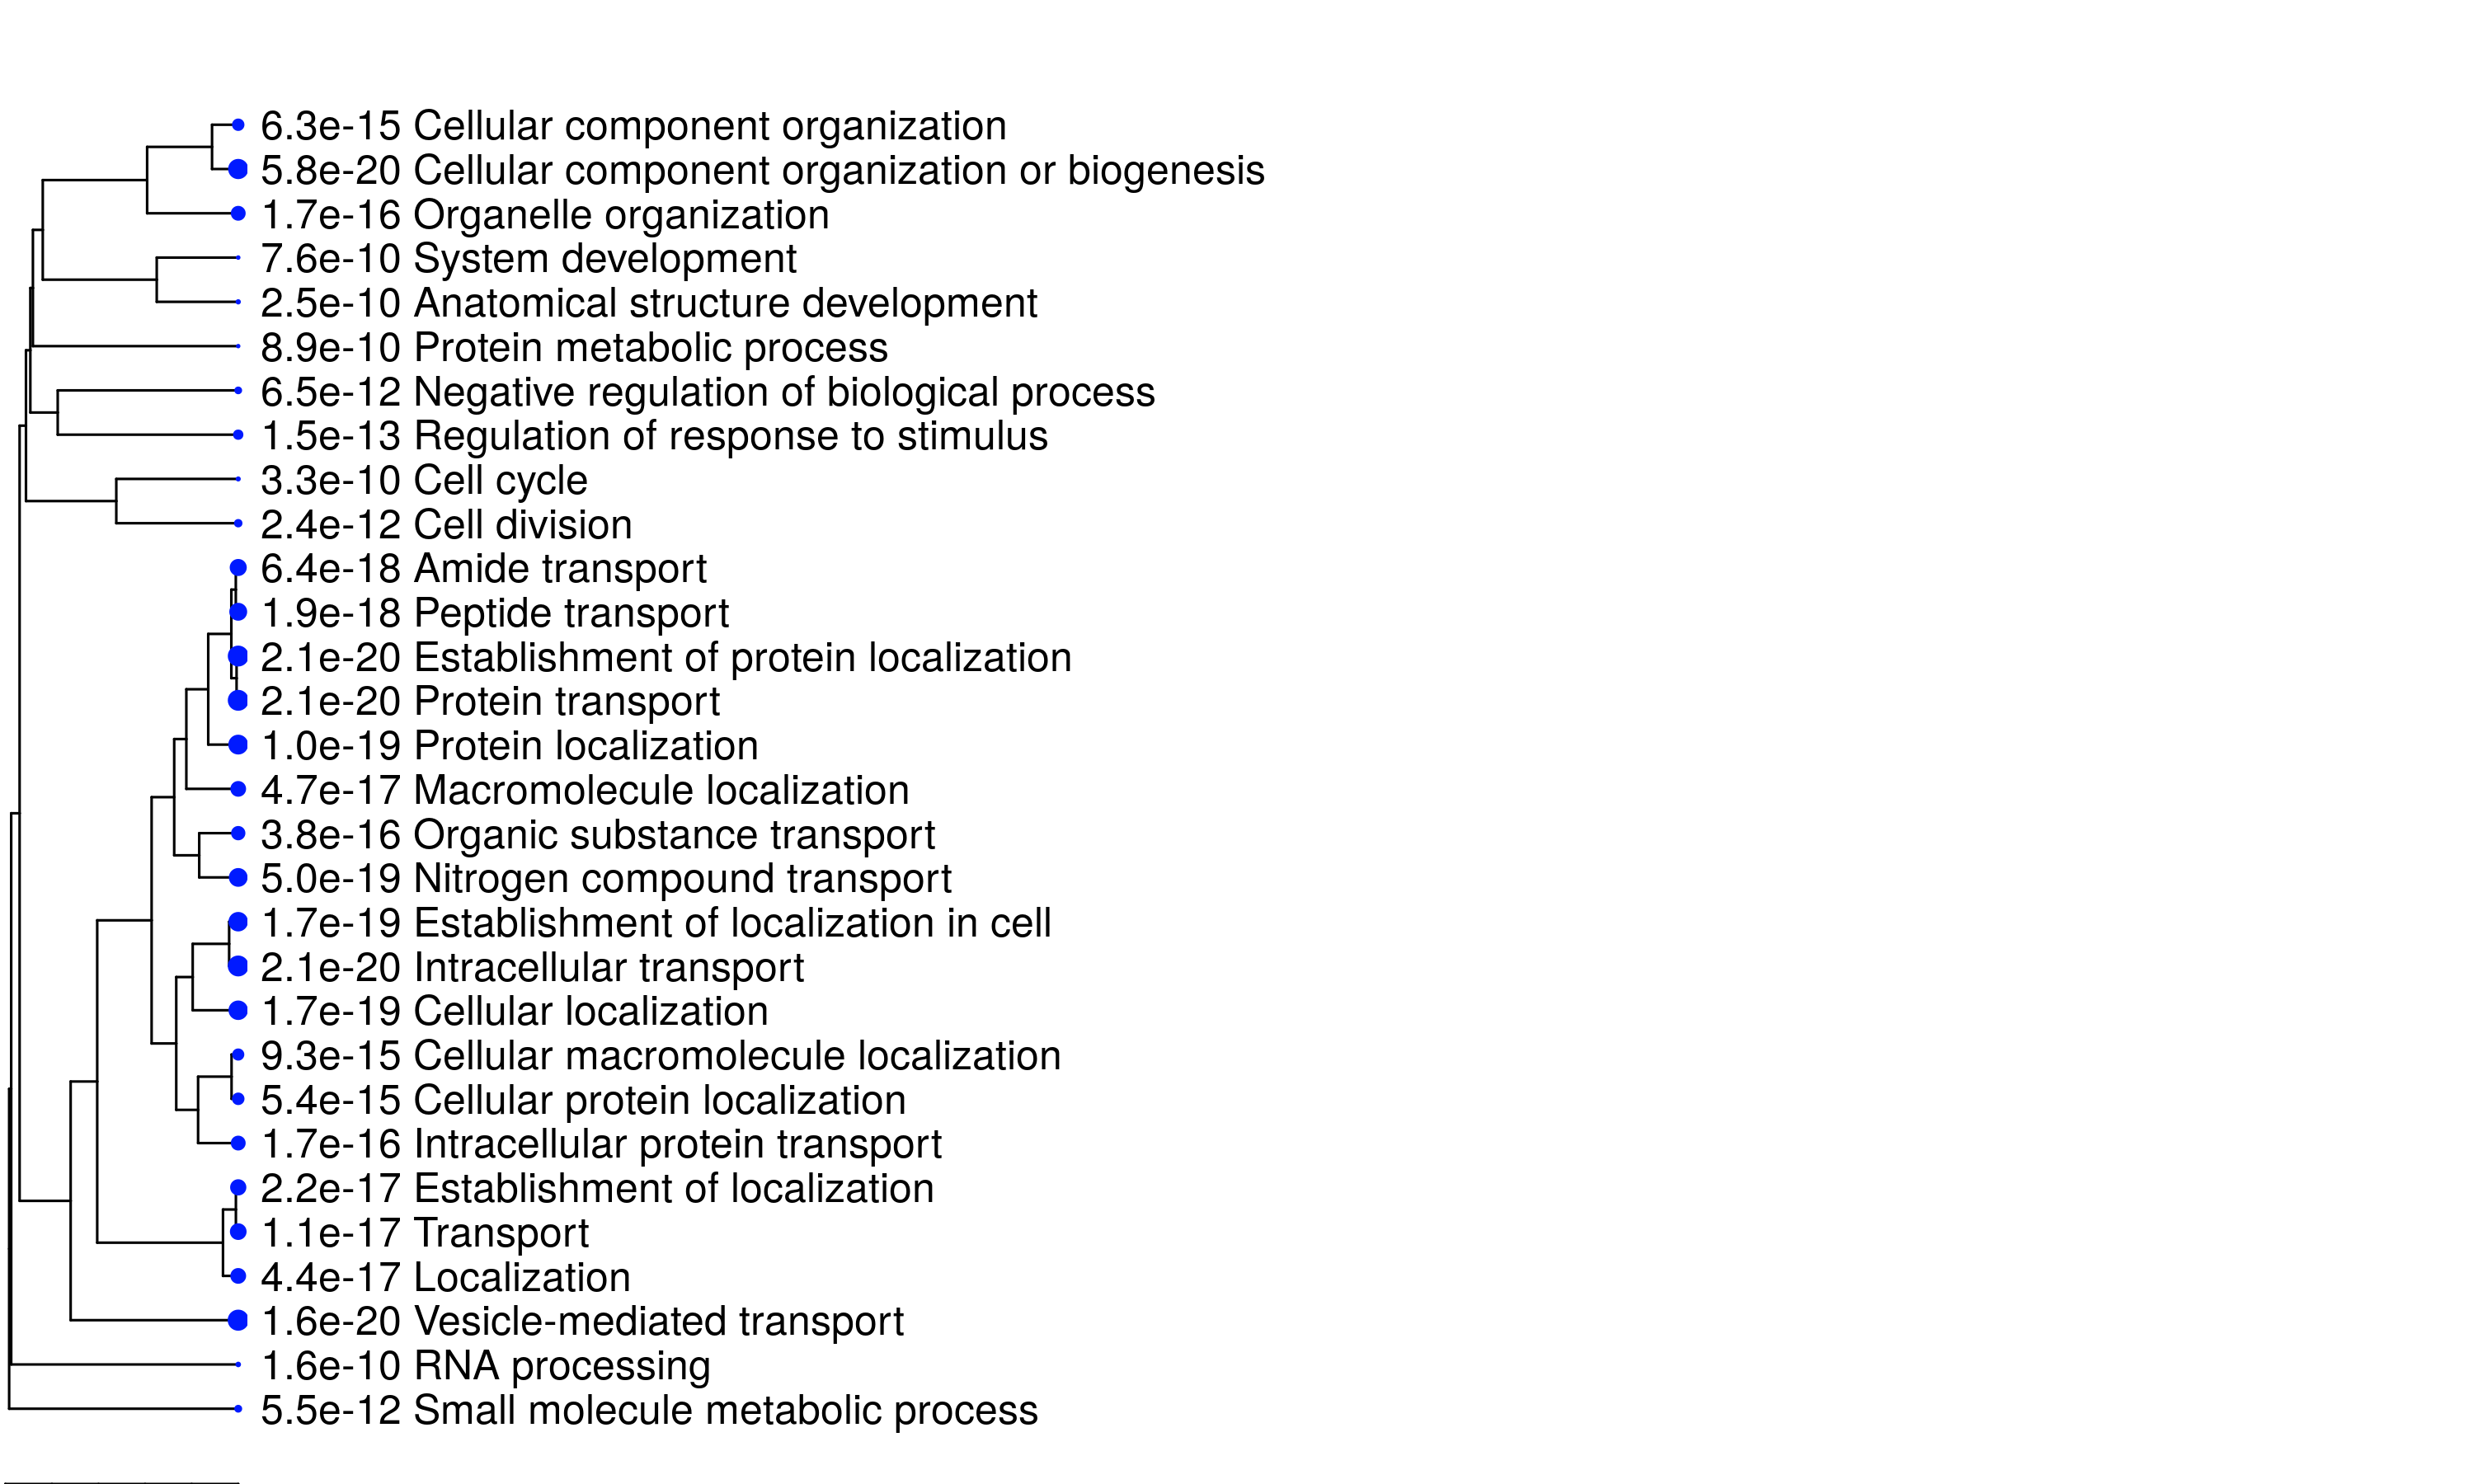 6.3e-15 Cellular component organization
5.8e-20 Cellular component organization or biogenesis
1.7e-16 Organelle organization
7.6e-10 System development
2.5e-10 Anatomical structure development
8.9e-10 Protein metabolic process
6.5e-12 Negative regulation of biological process
1.5e-13 Regulation of response to stimulus
3.3e-10 Cell cycle
2.4e-12 Cell division
6.4e-18 Amide transport
1.9e-18 Peptide transport
2.1e-20 Establishment of protein localization
2.1e-20 Protein transport
1.0e-19 Protein localization
4.7e-17 Macromolecule localization
3.8e-16 Organic substance transport
5.0e-19 Nitrogen compound transport
1.7e-19 Establishment of localization in cell
2.1e-20 Intracellular transport
1.7e-19 Cellular localization
9.3e-15 Cellular macromolecule localization
5.4e-15 Cellular protein localization
1.7e-16 Intracellular protein transport
2.2e-17 Establishment of localization
1.1e-17 Transport
4.4e-17 Localization
1.6e-20 Vesicle-mediated transport
1.6e-10 RNA processing
5.5e-12 Small molecule metabolic process